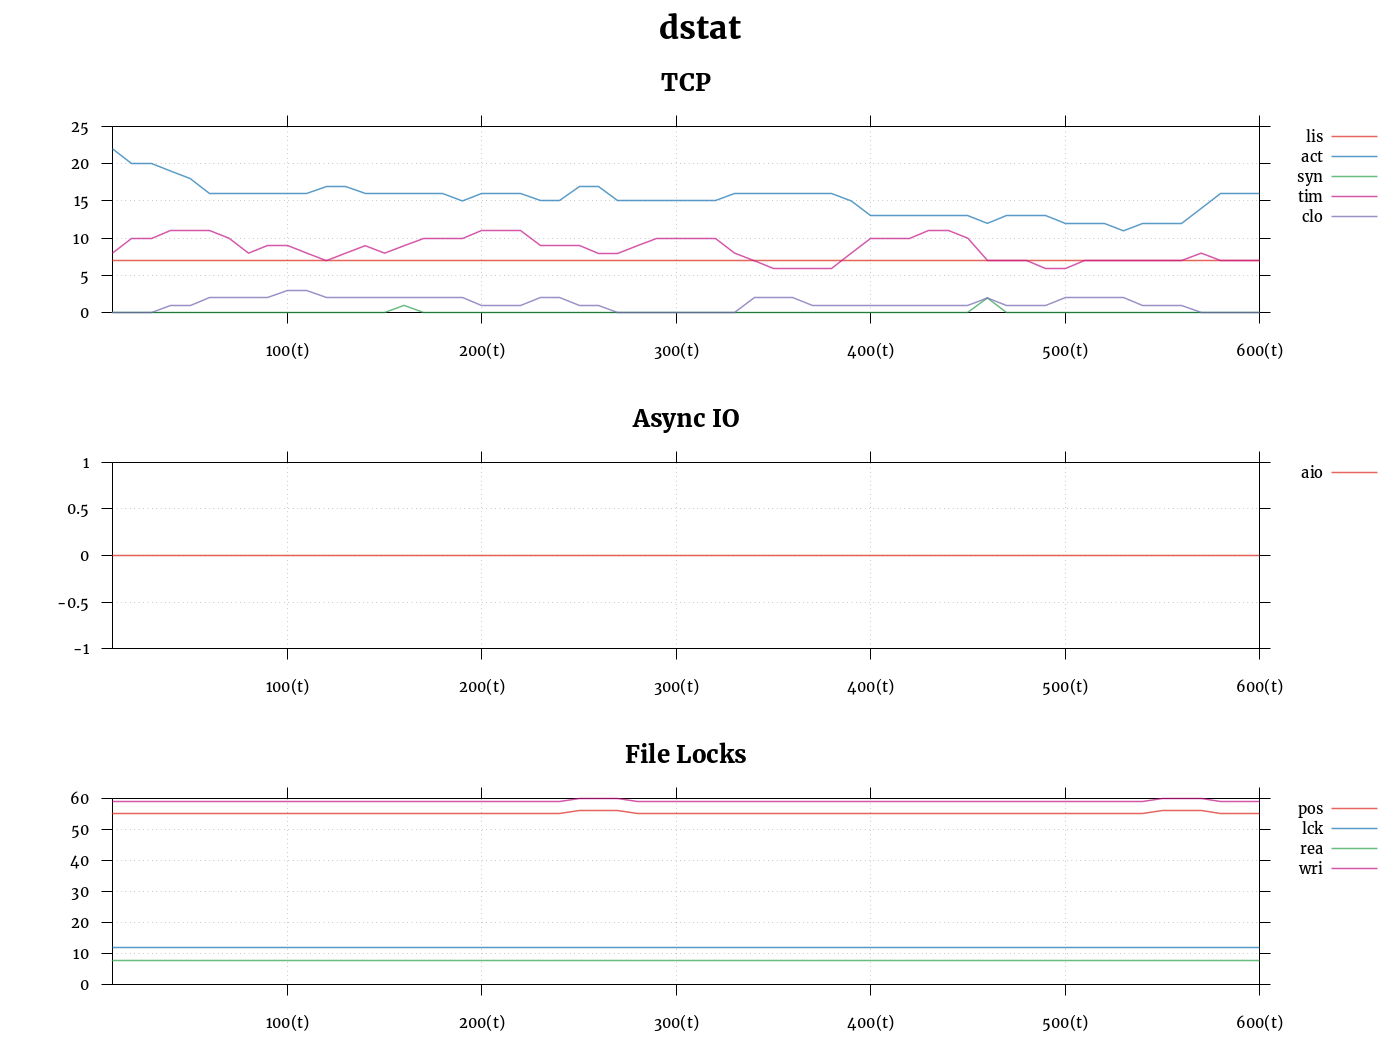 dstat
TCP
25
20
15
10
5
0
100(t) 200(t) 300(t) 400(t) 500(t) 600(t)
lis
act
syn
tim
clo
Async IO
1
0.5
0
-0.5
-1
100(t) 200(t) 300(t) 400(t) 500(t) 600(t)
aio
File Locks
60
50
40
30
20
10
0
100(t) 200(t) 300(t) 400(t) 500(t) 600(t)
pos
lck
rea
wri